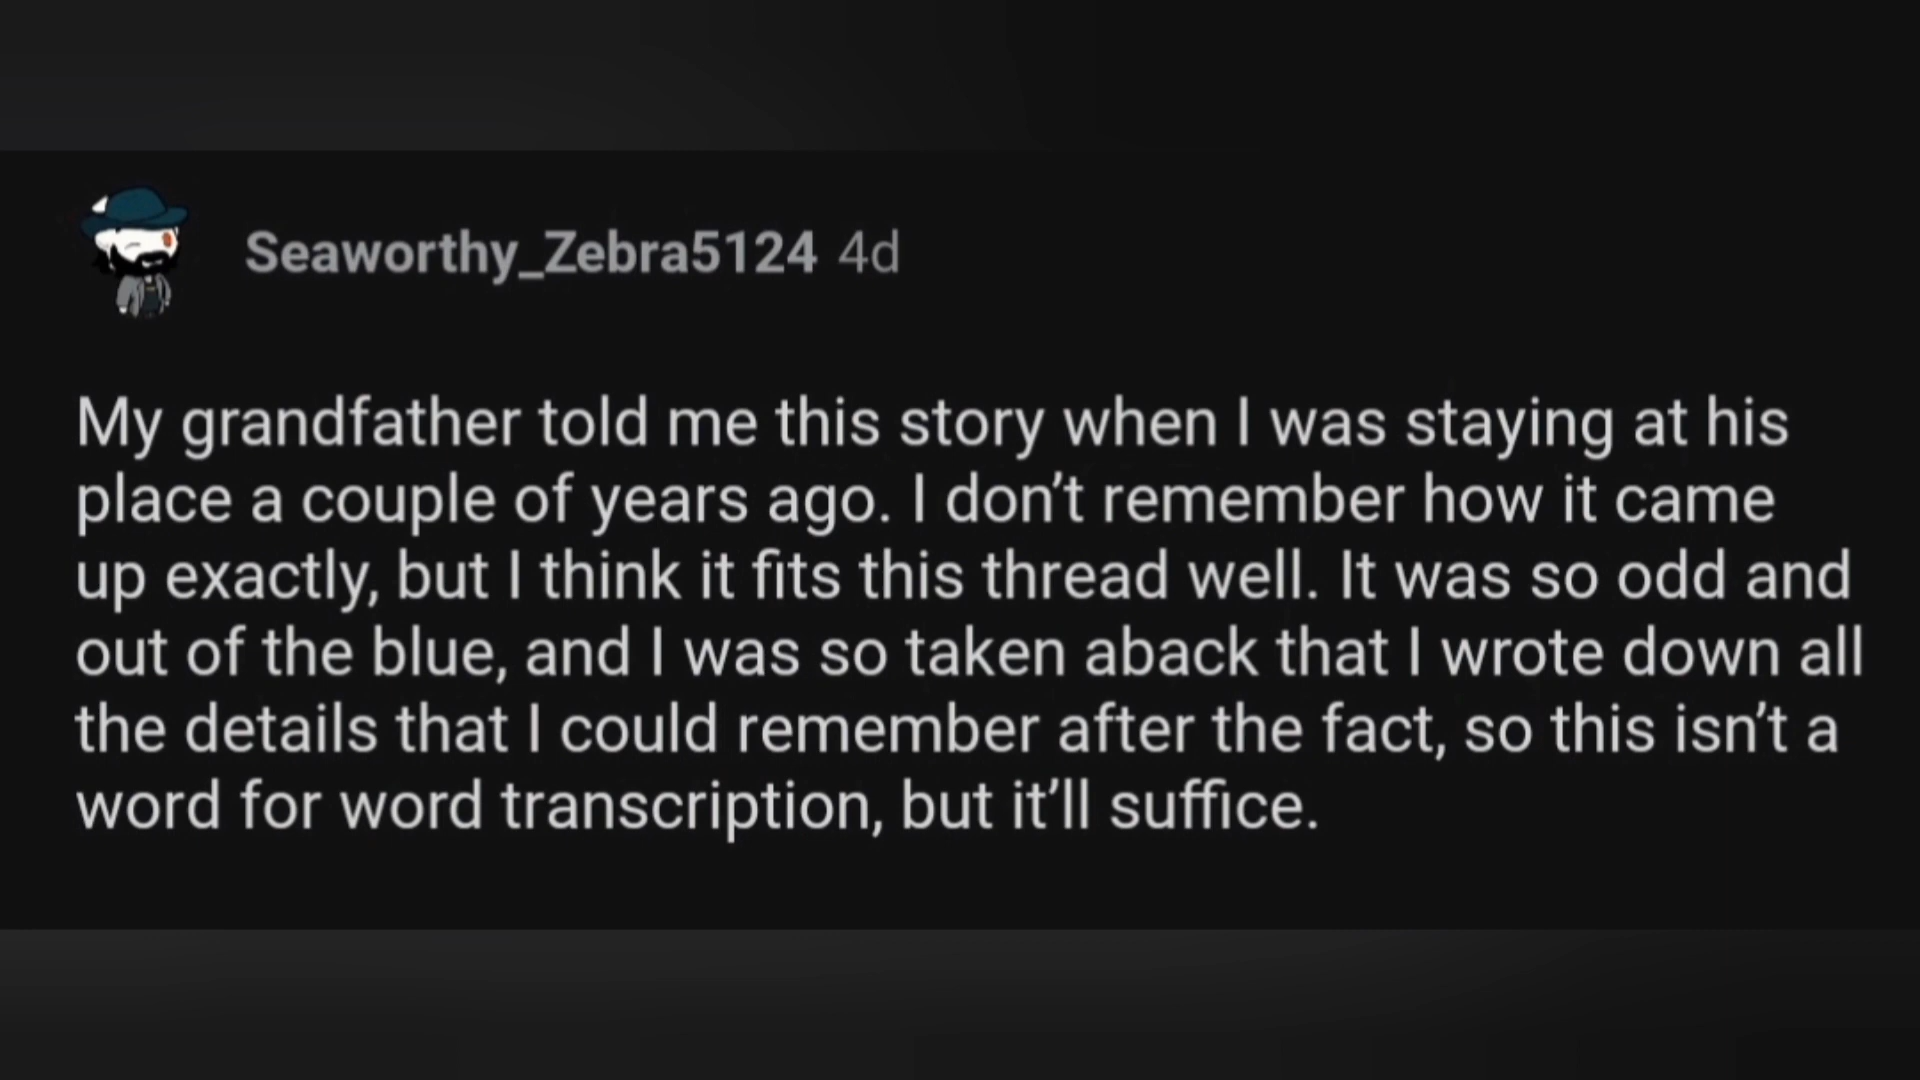 Seaworthy_Zebra5124 4d
My grandfather told me this story when I was staying at his
place a couple of years ago. I don’t remember how it came
up exactly, but I think it fits this thread well. It was so odd and
out of the blue, and I was so taken aback that I wrote down all
the details that I could remember after the fact, so this isn’t a
word for word transcription, but it’ll suffice.